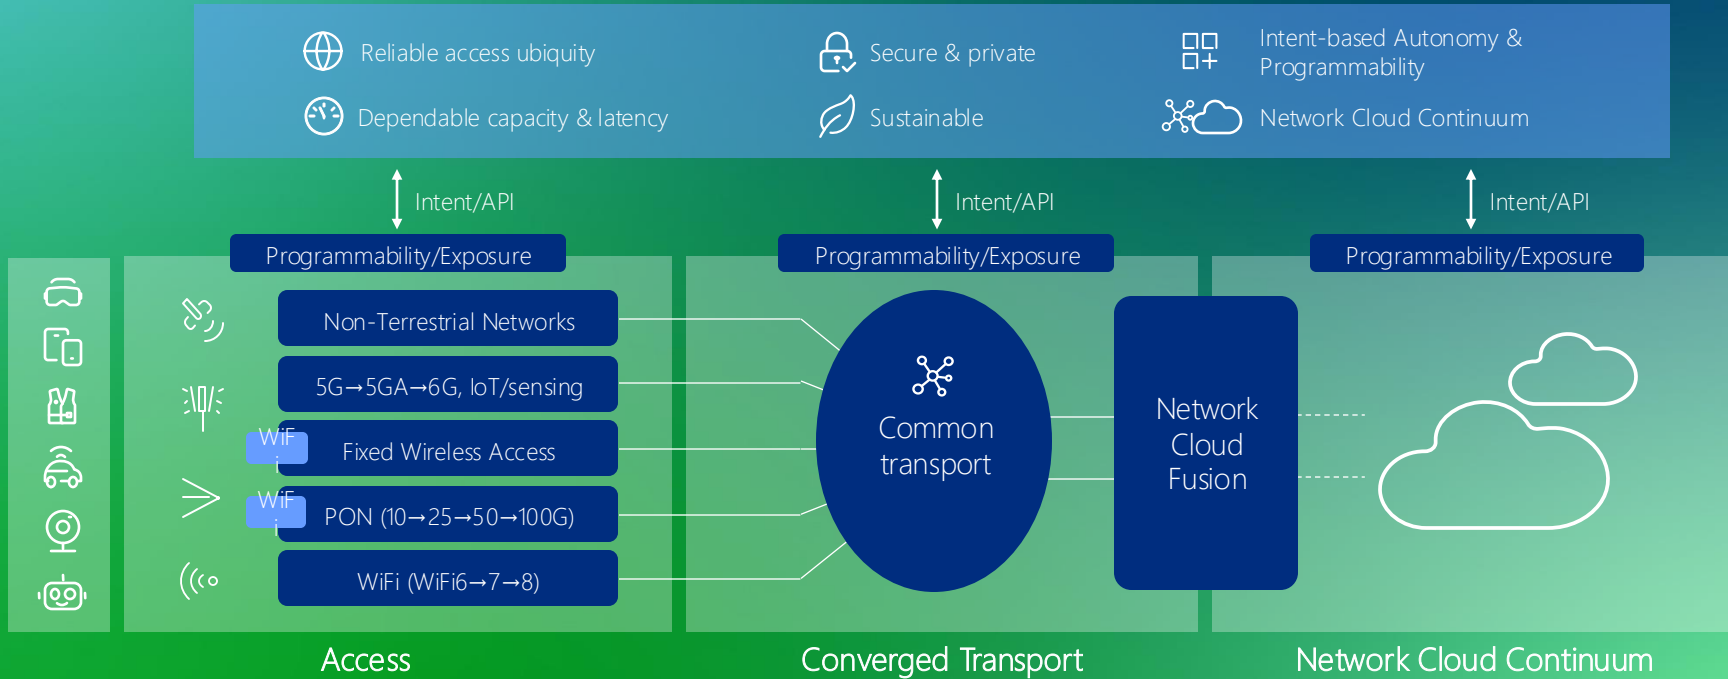 Reliable access ubiquity
Secure & private
Intent-based Autonomy &
Programmability
Dependable capacity & latency
Sustainable
Network Cloud Continuum
Intent/API
Intent/API
Intent/API
Programmability/Exposure
Programmability/Exposure
Programmability/Exposure
Non-Terrestrial Networks
5G→5GA→6G, IoT/sensing
WiF
i
Fixed Wireless Access
WiF
i
PON (10→25→50→100G)
WiFi (WiFi6→7→8)
Common
transport
Network
Cloud
Fusion
Access
Converged Transport
Network Cloud Continuum